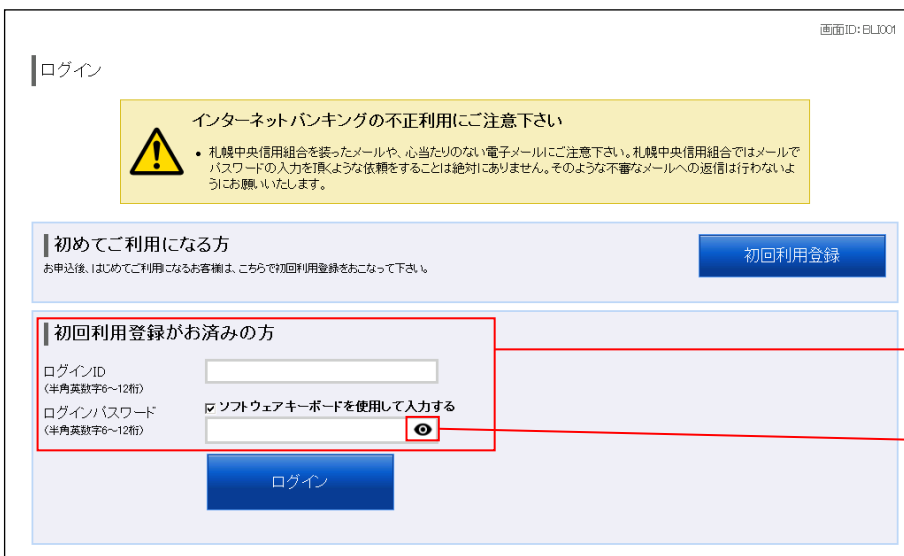 画面ID:BLI001
ログイン
インターネットバンキングの不正利用にご注意下さい
• 札幌中央信用組合を装ったメールや、心当たりのない電子メールにご注意下さい。札幌中央信用組合ではメールで
パスワードの入力を頂くような依頼をすることは絶対にありません。そのような不審なメールへの返信は行わないよ
うにお願いいたします。
初めてご利用になる方
お申込後、はじめてご利用になるお客様は、こちらで初回利用登録をおこなって下さい。
初回利用登録
初回利用登録がお済みの方
ログインID
(半角英数字6~12桁)
ソフトウェアキーボードを使用して入力する
ログインパスワード
(半角英数字6~12桁)
ログイン